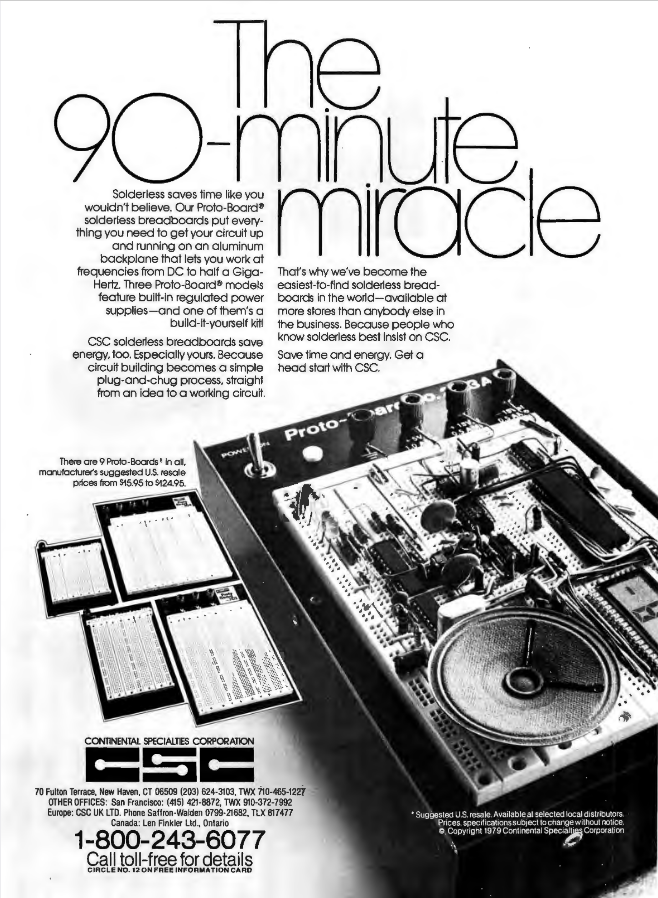 The
90-minute
miracle
Solderless saves time like you
wouldn't believe. Our Proto-Board®
solderless breadboards put every-
thing you need to get your circuit up
and running on an aluminum
backplane that lets you work at
frequencies from DC to half a Giga-
Hertz. Three Proto-Board® models
feature built-in regulated power
supplies—and one of them's a
build-it-yourself kit!
CSC solderless breadboards save
energy, too. Especially yours. Because
circuit building becomes a simple
plug-and-chug process, straight
from an idea to a working circuit.
That's why we've become the
easiest-to-find solderless bread-
boards in the world—available at
more stores than anybody else in
the business. Because people who
know solderless best insist on CSC.
Save time and energy. Get a
head start with CSC.
There are 9 Proto-Boards* in all,
manufacturer's suggested U.S. resale
prices from $15.95 to $124.95.
POWER ON
Proto-Board No. 203A
CONTINENTAL SPECIALTIES CORPORATION
CSC
70 Fulton Terrace, New Haven, CT 06509 (203) 624-3103, TWX 710-465-1227
OTHER OFFICES: San Francisco: (415) 421-8872, TWX 910-372-7992
Europe: CSC UK LTD. Phone Saffron-Walden 0799-21682, TLX 817477
Canada: Len Finkler Ltd., Ontario
1-800-243-6077
Call toll-free for details
CIRCLE NO. 12 ON FREE INFORMATION CARD
* Suggested U.S. resale. Available at selected local distributors.
Prices, specifications subject to change without notice.
© Copyright 1979 Continental Specialties Corporation